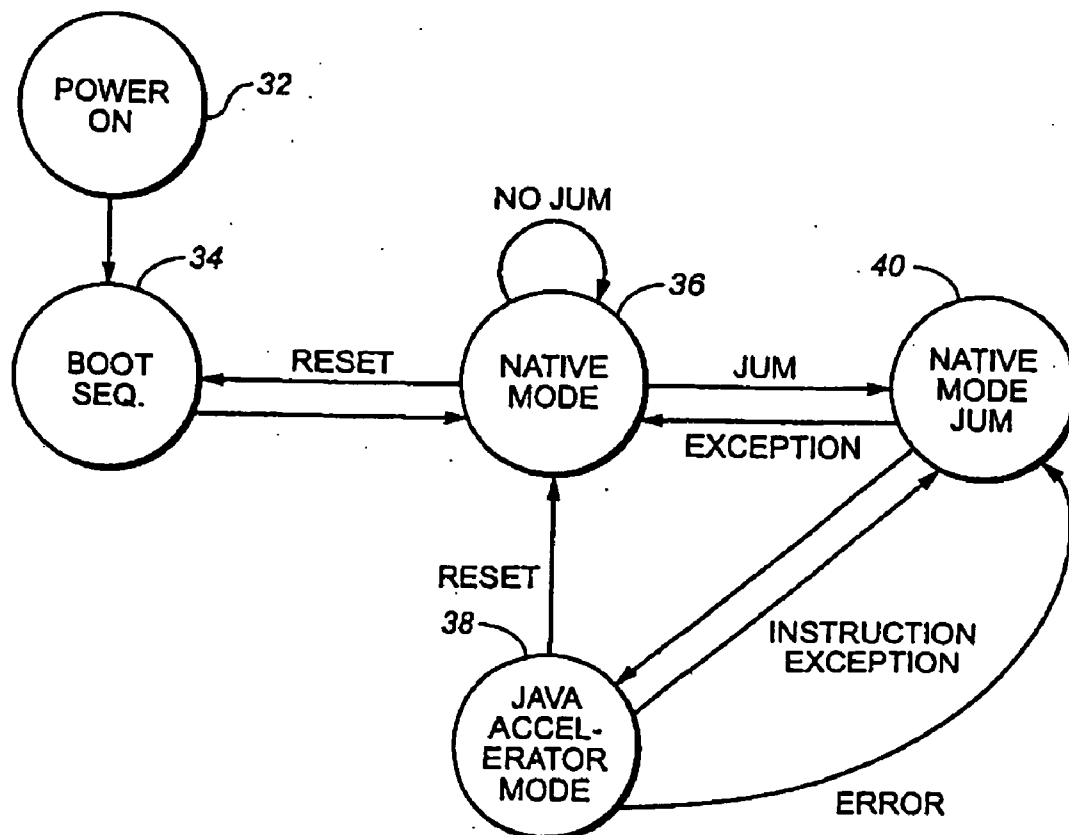 POWER
ON
32
34
BOOT
SEQ.
RESET
NO JUM
36
NATIVE
MODE
JUM
EXCEPTION
40
NATIVE
MODE
JUM
RESET
38
JAVA
ACCEL-
ERATOR
MODE
INSTRUCTION
EXCEPTION
ERROR